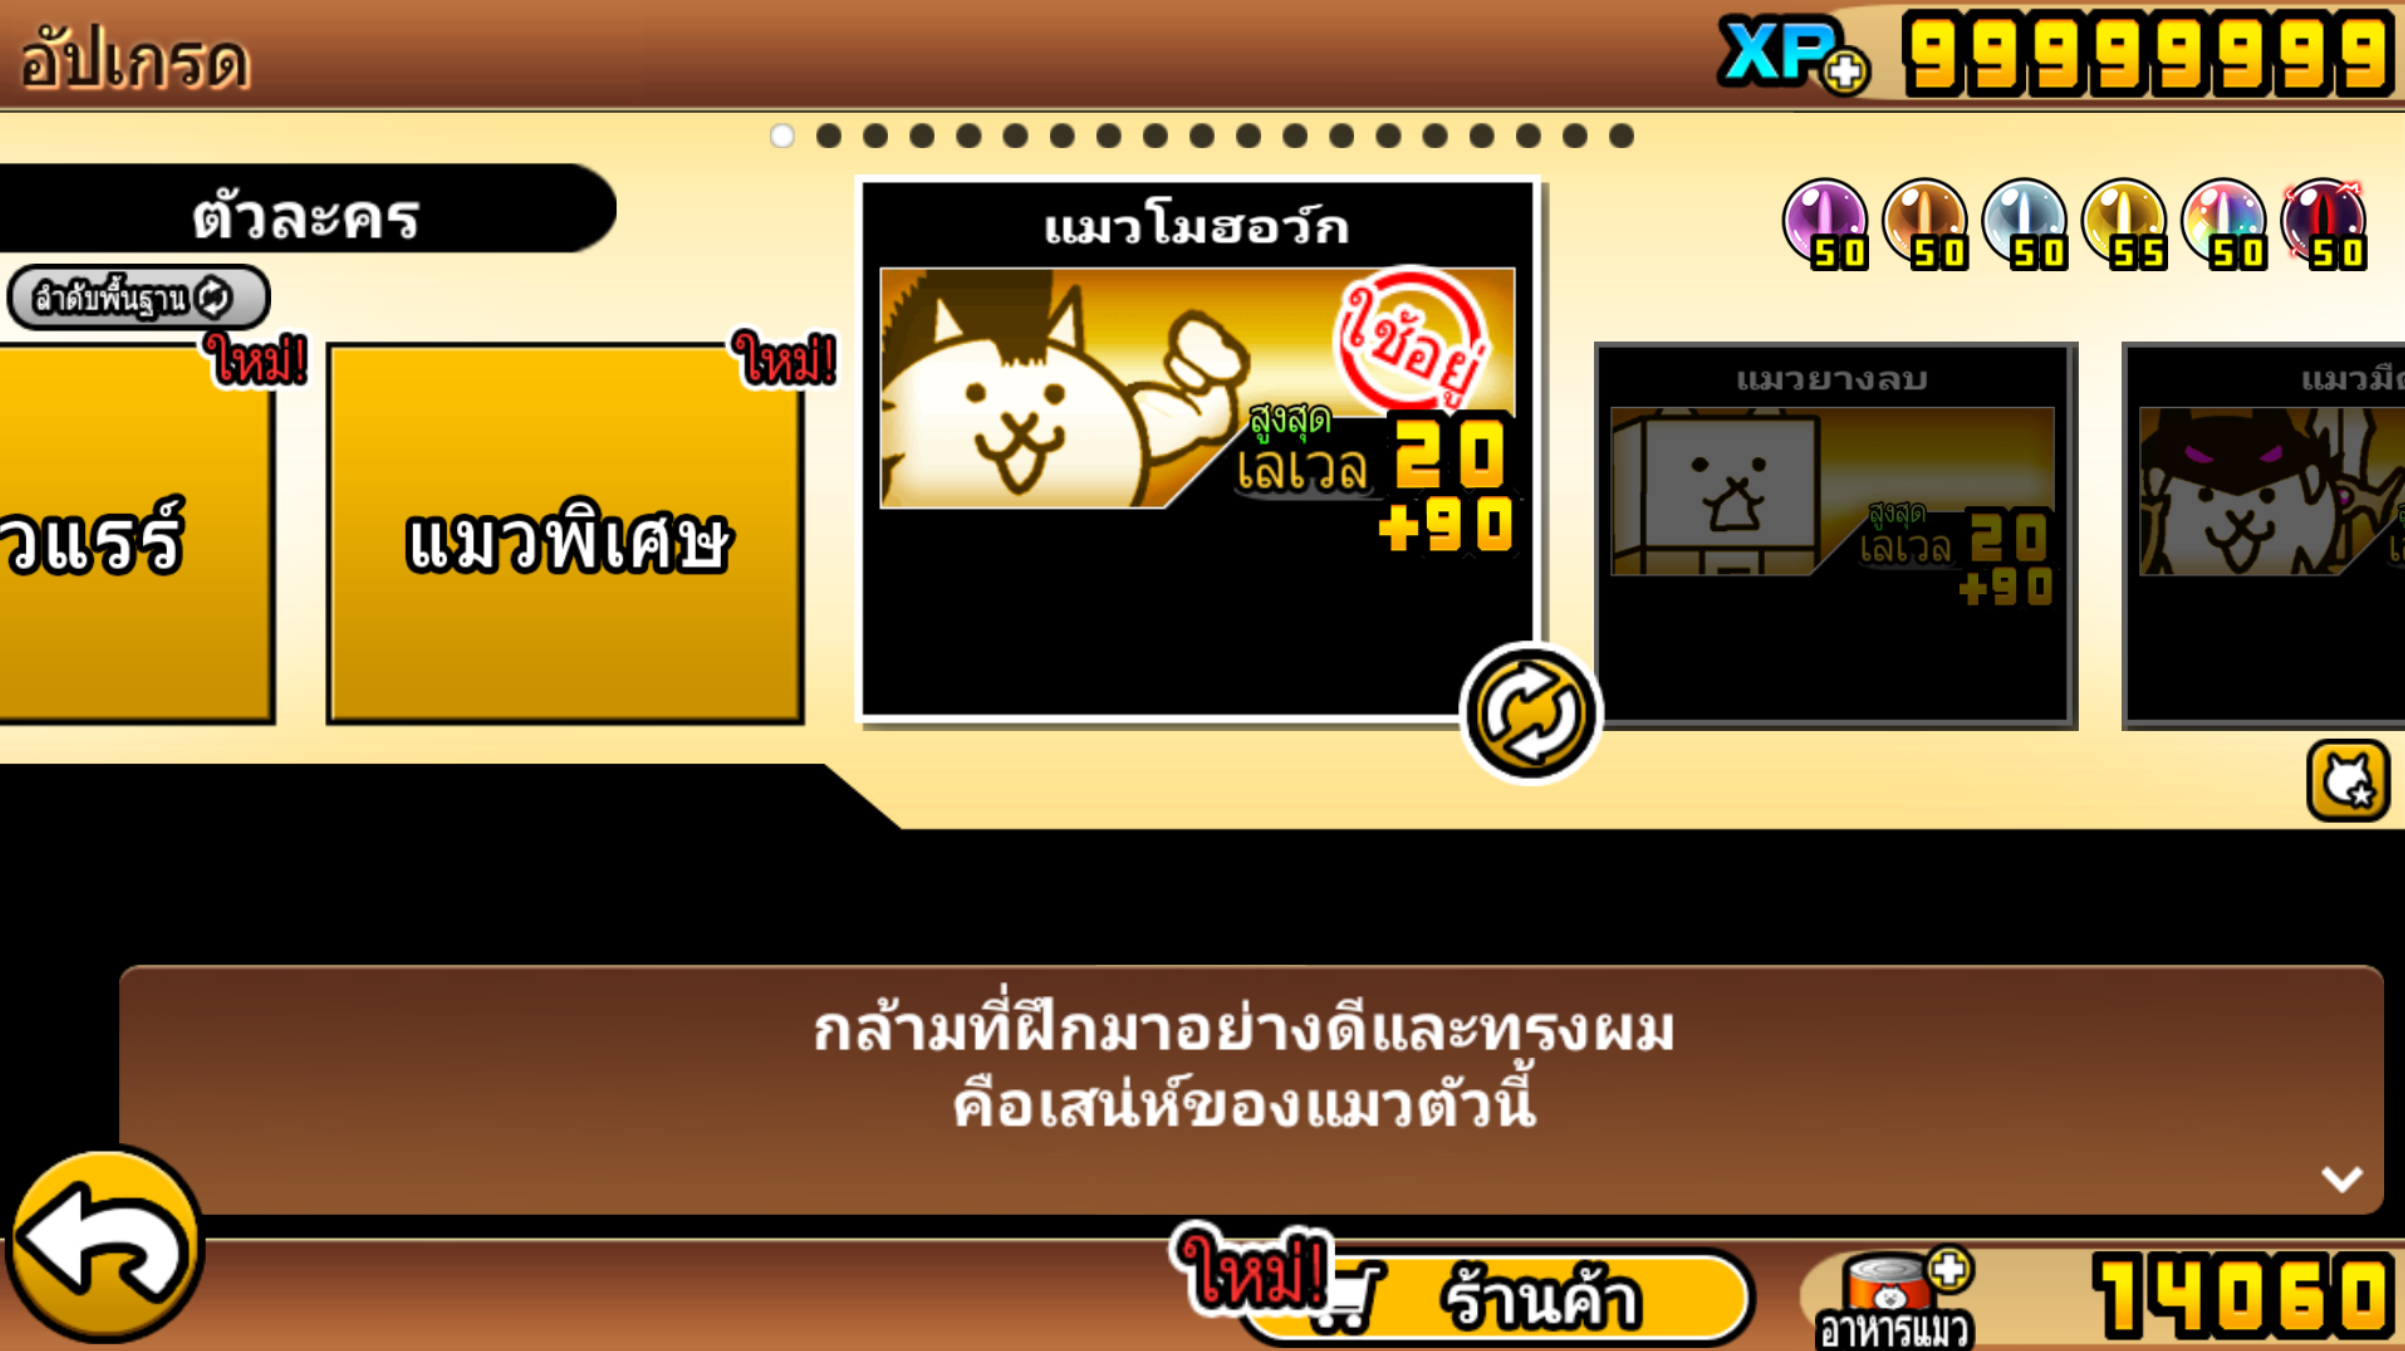 อัปเกรด
XP 99999999
ตัวละคร
ลำดับพื้นฐาน
50 50 50 55 50 50
ใหม่!
ใหม่!
วแรร์
แมวพิเศษ
แมวโมฮอว์ก
ใช้อยู่
สูงสุด
เลเวล 20
+90
แมวยางลบ
สูงสุด
เลเวล 20
+90
แมวมืด
กล้ามที่ฝึกมาอย่างดีและทรงผม
คือเสน่ห์ของแมวตัวนี้
ใหม่!
ร้านค้า
อาหารแมว
14060